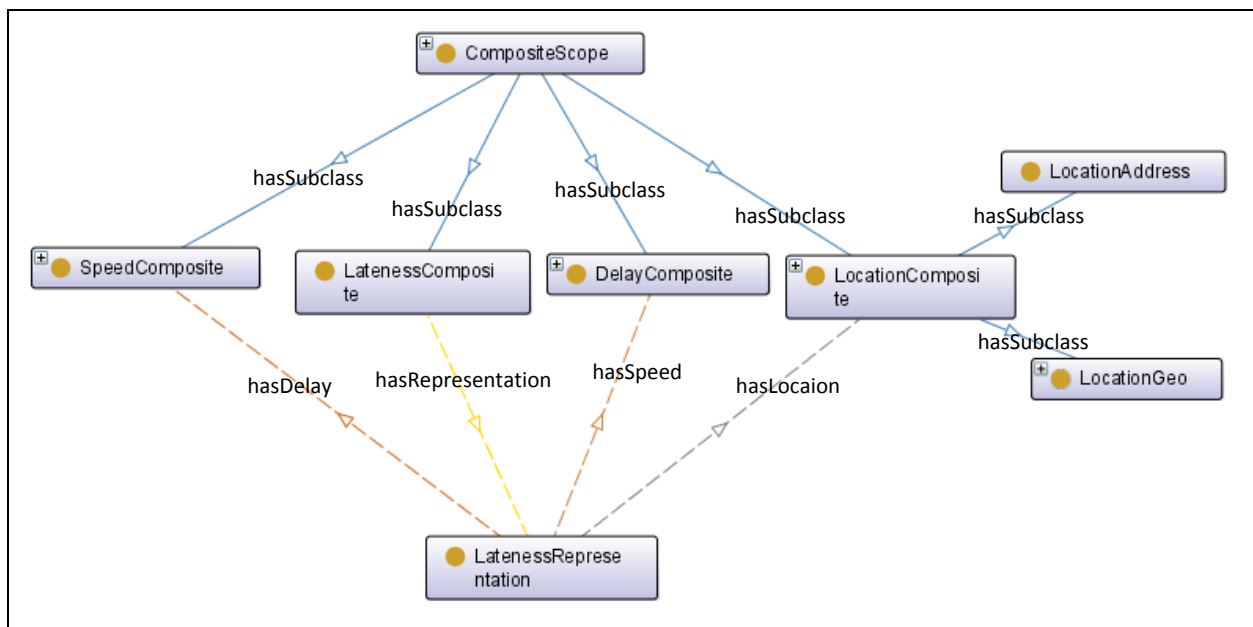 CompositeScope
LocationAddress
hasSubclass
hasSubclass
hasSubclass
hasSubclass
hasSubclass
SpeedComposite
LatenessComposi
te
DelayComposite
LocationComposi
te
hasSubclass
LocationGeo
hasDelay
hasRepresentation
hasSpeed
hasLocaion
LatenessReprese
ntation